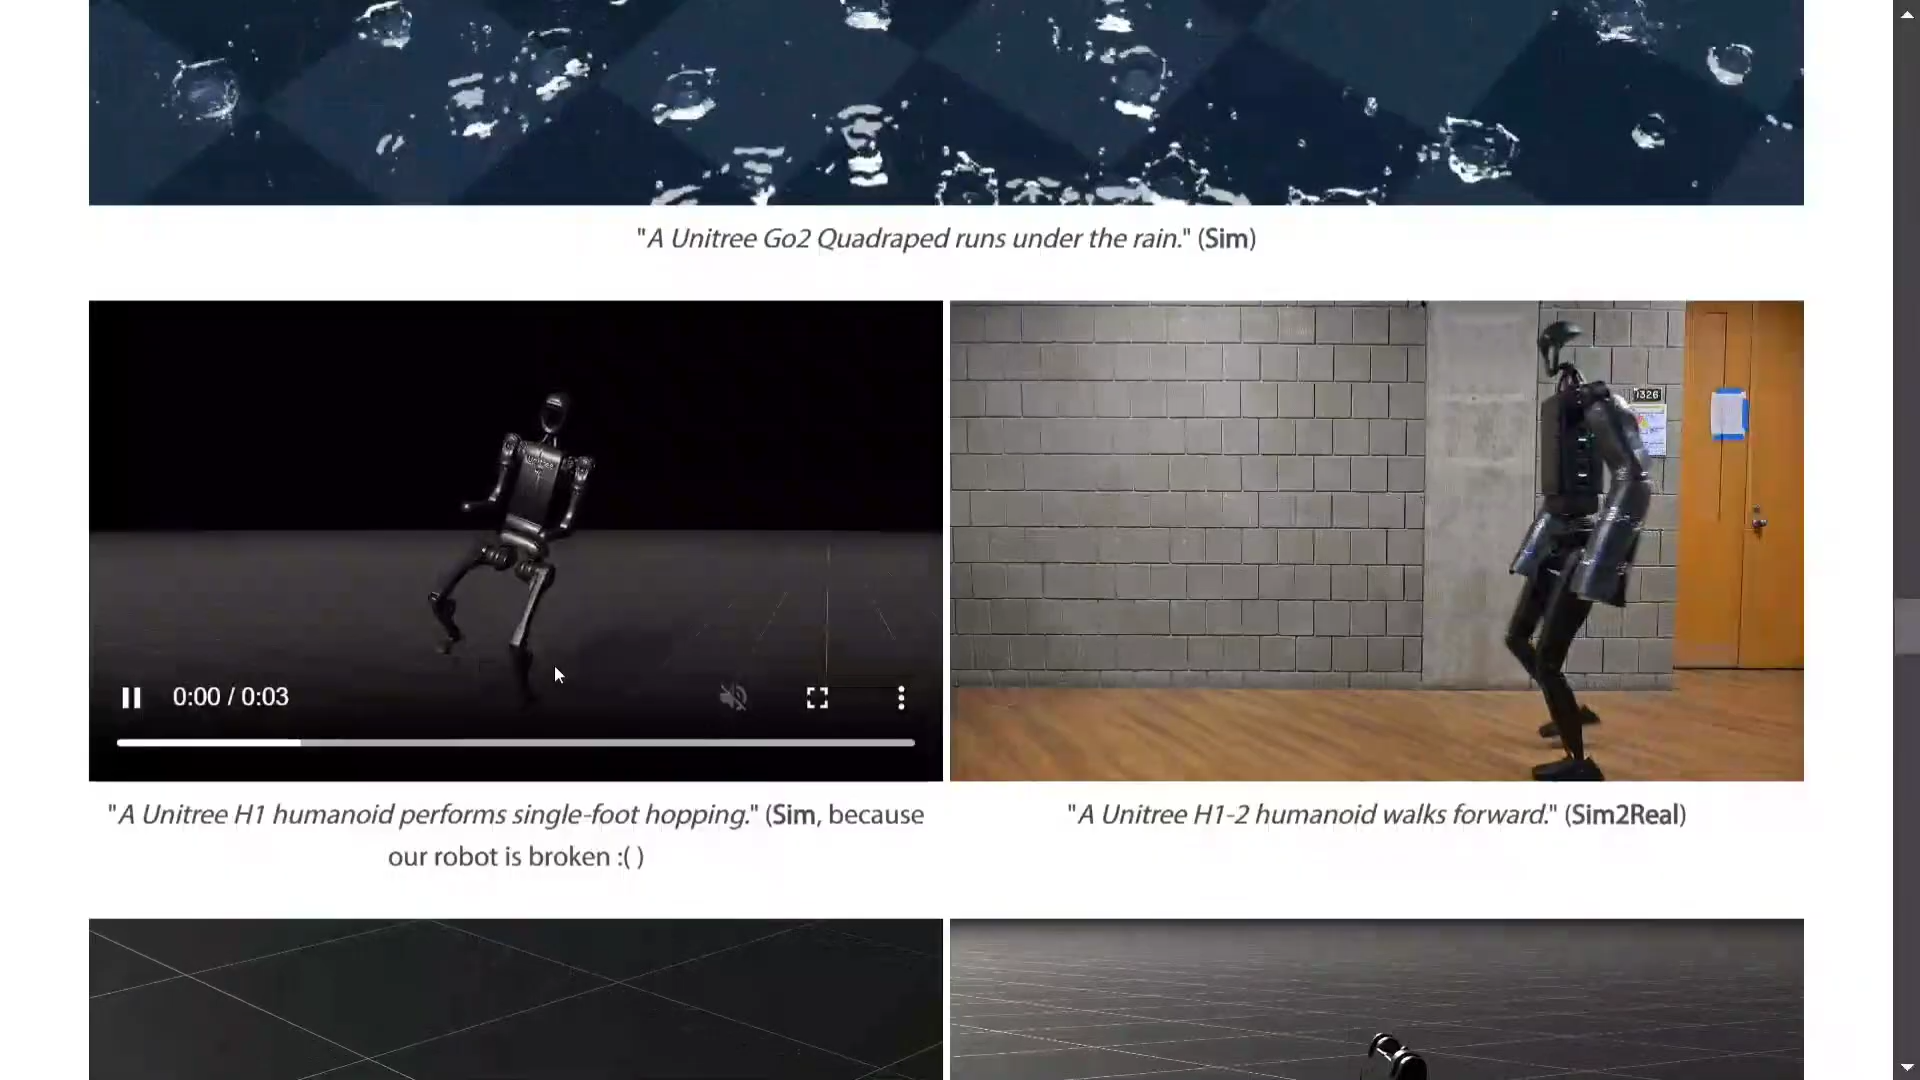 "A Unitree Go2 Quadraped runs under the rain." (Sim)
Unitree
1326
0:00 / 0:03
"A Unitree H1 humanoid performs single-foot hopping." (Sim, because
our robot is broken :( )
"A Unitree H1-2 humanoid walks forward." (Sim2Real)